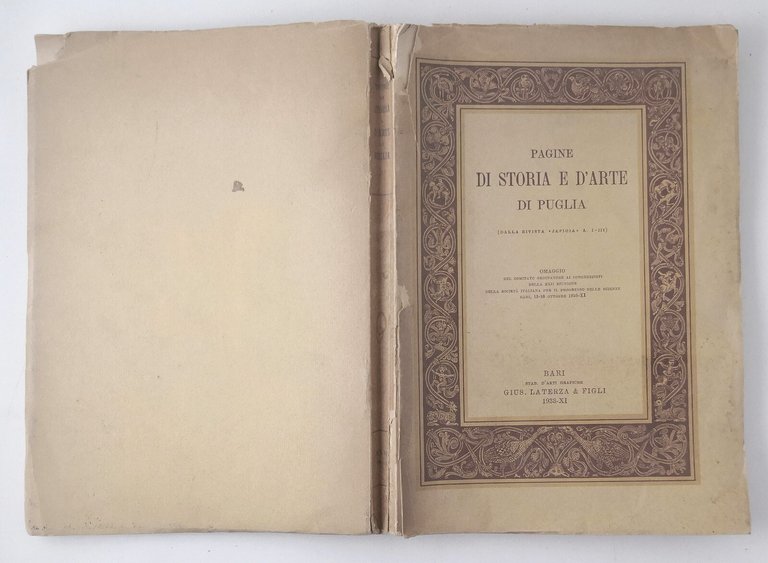 STORIA
PUGLIA
PAGINE
DI STORIA E D'ARTE
DI PUGLIA
(DALLA RIVISTA «JAPIGIA» A. I-III)
OMAGGIO
DEL COMITATO ORDINATORE AI CONGRESSISTI
DELLA XXII RIUNIONE
DELLA SOCIETÀ ITALIANA PER IL PROGRESSO DELLE SCIENZE
BARI, OTTOBRE 1933-XI
BARI
STAB. D'ARTI GRAFICHE
GIUS. LATERZA & FIGLI
1933-XI